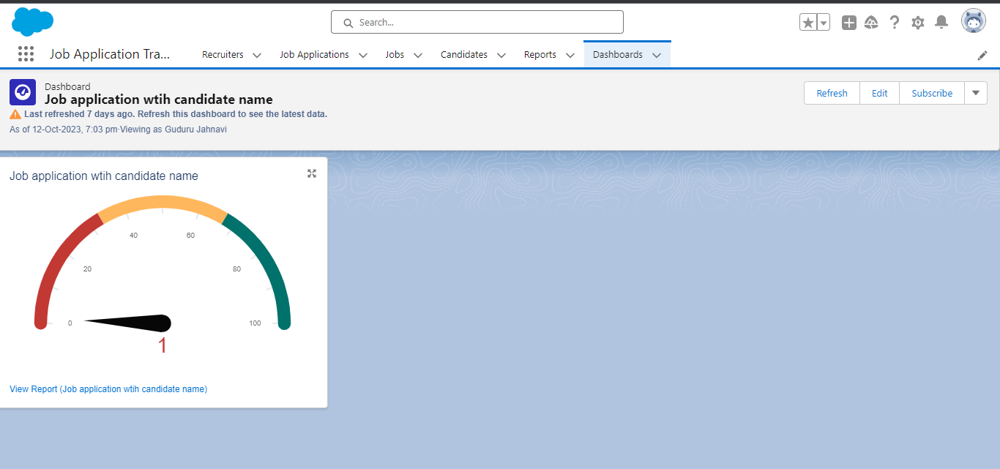 Search...
Job Application Tra...
Recruiters
Job Applications
Jobs
Candidates
Reports
Dashboards
Dashboard
Job application wtih candidate name
Last refreshed 7 days ago. Refresh this dashboard to see the latest data.
As of 12-Oct-2023, 7:03 pm·Viewing as Guduru Jahnavi
Refresh
Edit
Subscribe
Job application wtih candidate name
40
60
20
80
0
100
1
View Report (Job application wtih candidate name)